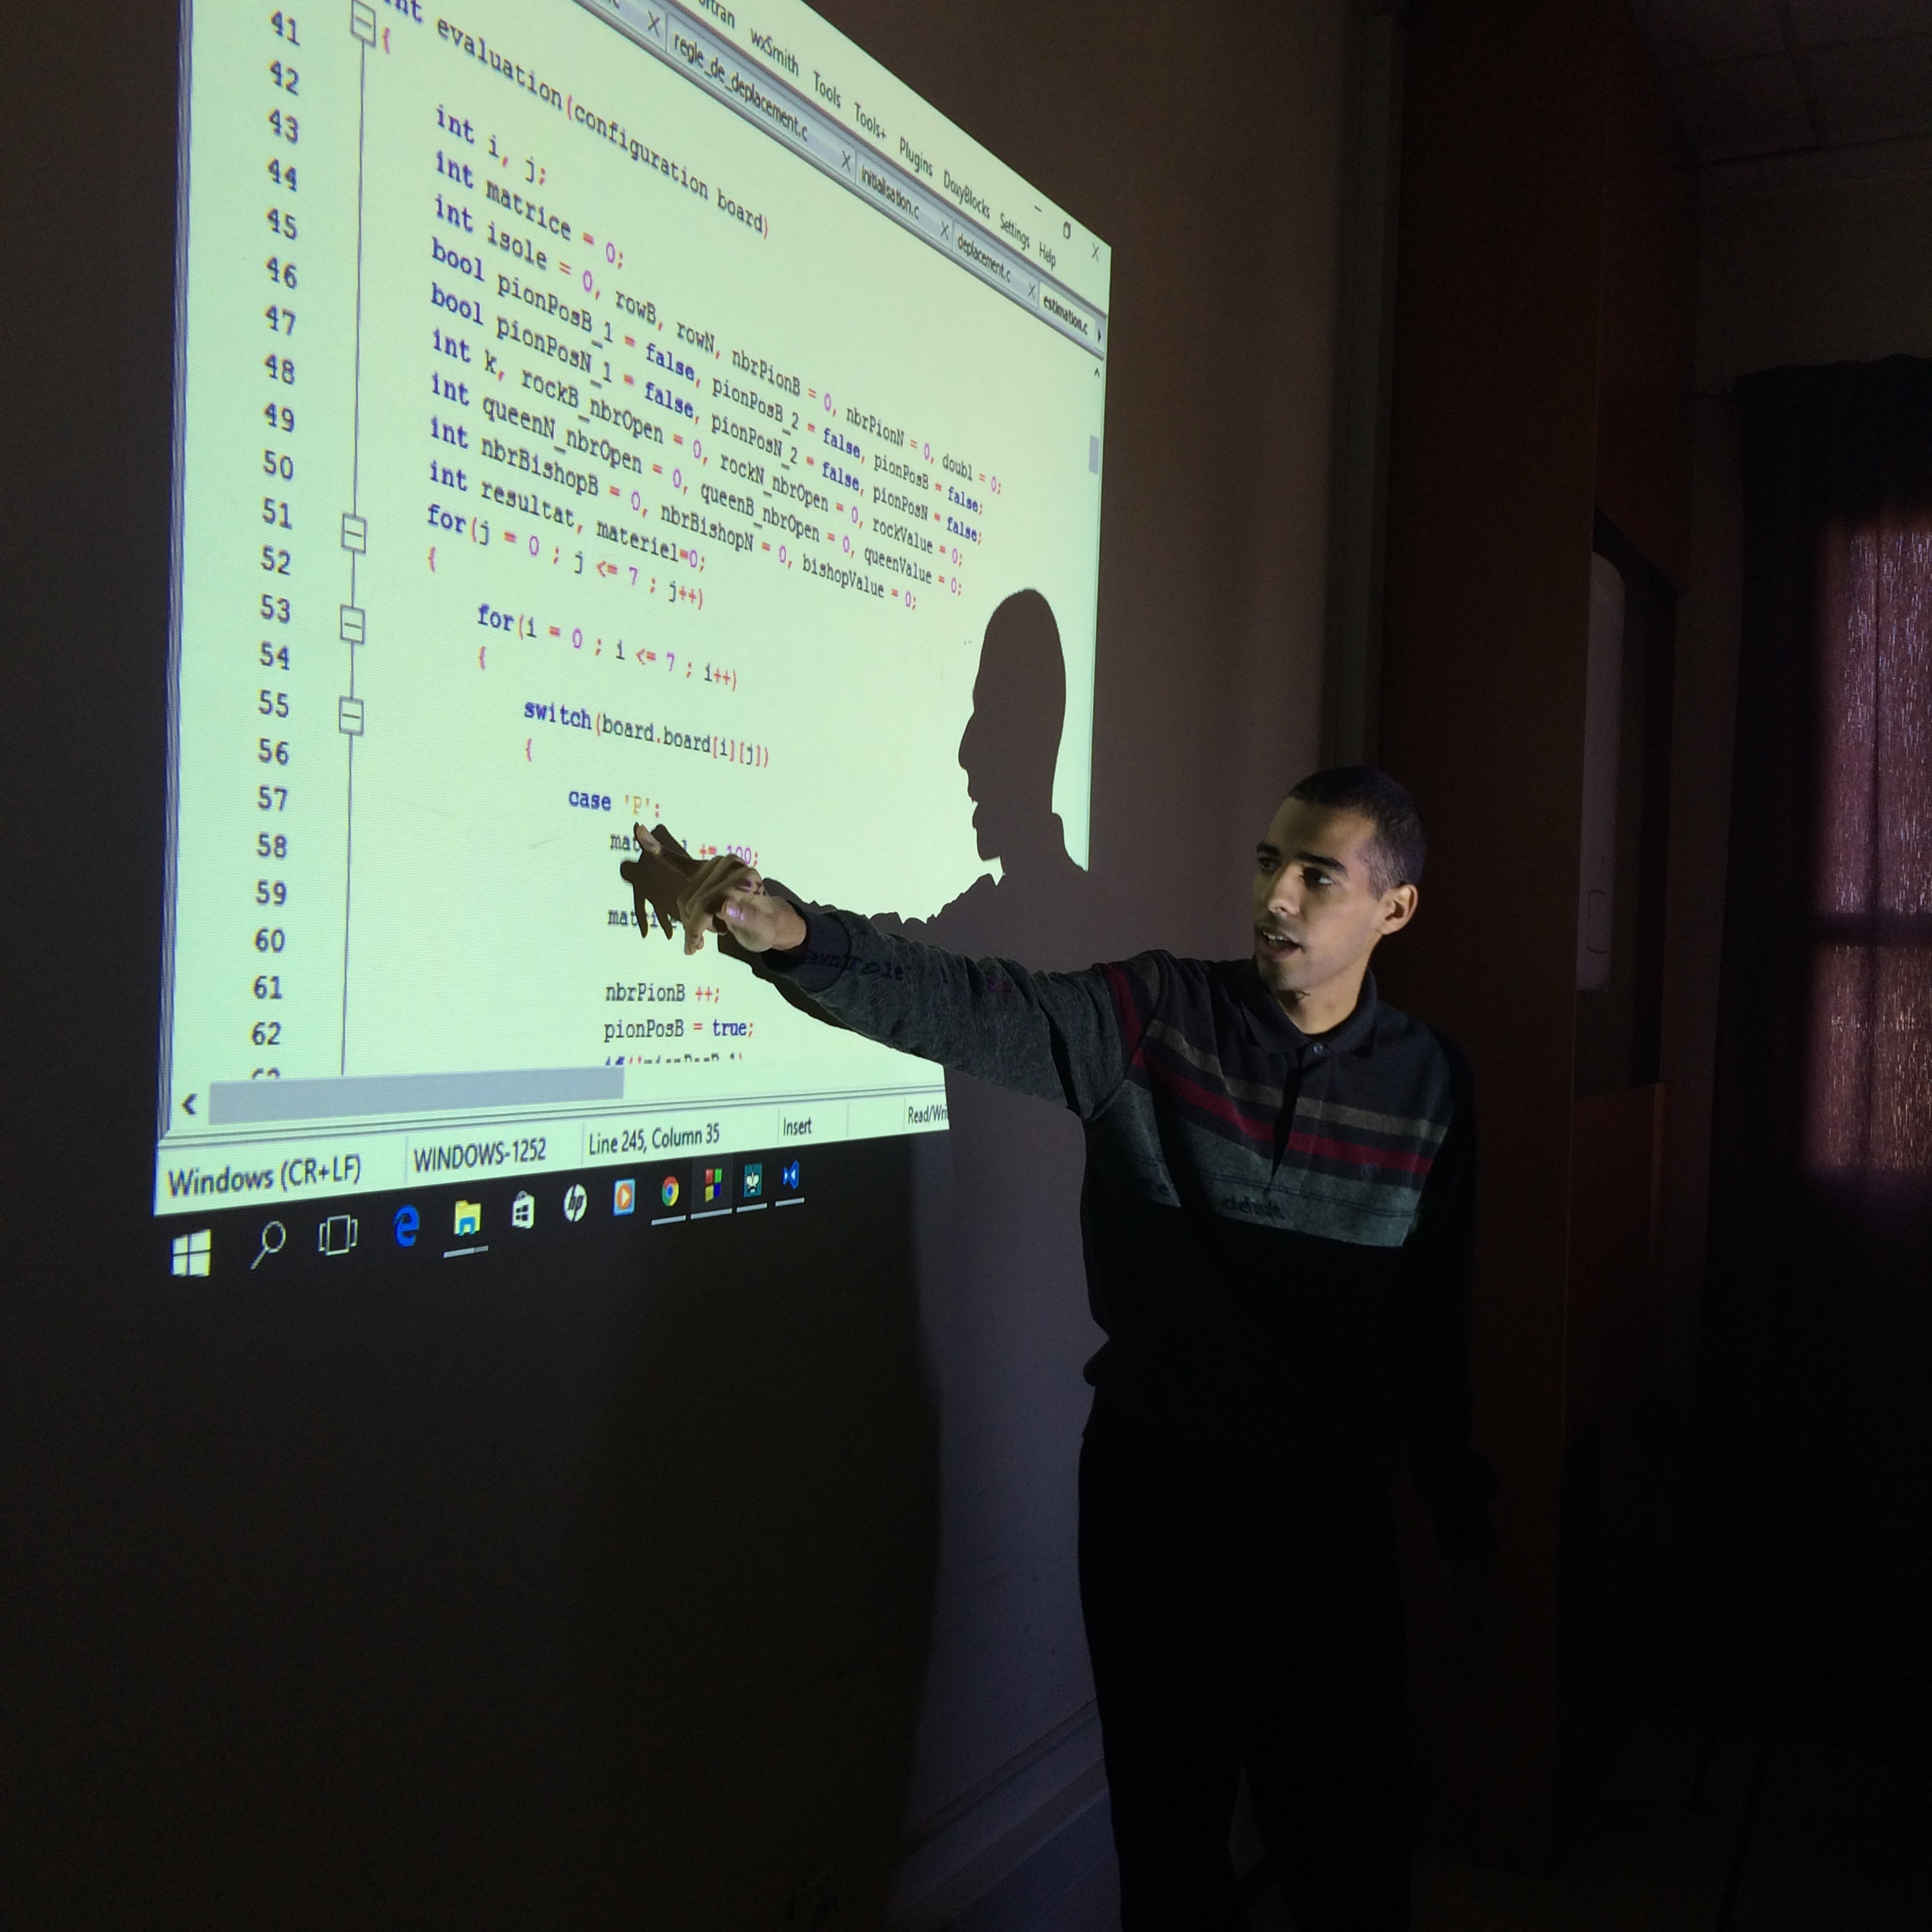 wxSmith Tools Tools+ Plugins DoxyBlocks Settings Help
regle_de_deplacement.c initialisation.c deplacement.c estimation.c
41 evaluation(configuration board)
{
42
43 int i, j;
44 int matrice = 0;
45 int isole = 0, rowB, rowN, nbrPionB = 0, nbrPionN = 0, doubl = 0;
46 bool pionPosB_1 = false, pionPosB_2 = false, pionPosB = false;
47 bool pionPosN_1 = false, pionPosN_2 = false, pionPosN = false;
48 int k, rockB_nbrOpen = 0, rockN_nbrOpen = 0, rockValue = 0;
49 int queenN_nbrOpen = 0, queenB_nbrOpen = 0, queenValue = 0;
50 int nbrBishopB = 0, nbrBishopN = 0, bishopValue = 0;
51 int resultat, materiel=0;
52 for(j = 0 ; j <= 7 ; j++)
{
53 for(i = 0 ; i <= 7 ; i++)
54 {
55 switch(board.board[i][j])
56 {
57 case 'P':
58 += 100;
59
60
61 nbrPionB ++;
62 pionPosB = true;
Windows (CR+LF) WINDOWS-1252 Line 245, Column 35 Insert
hp